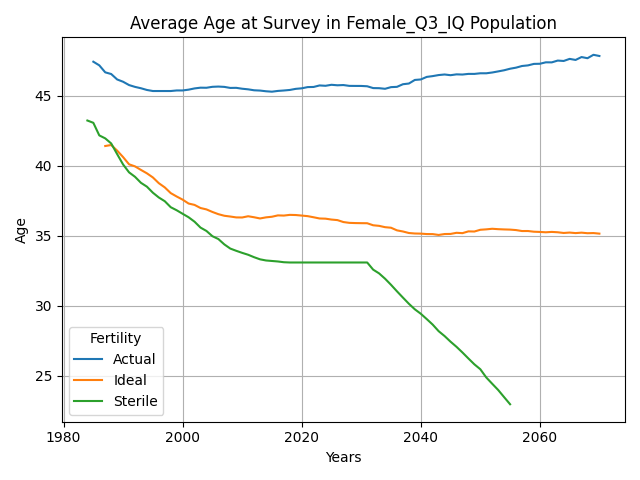 Average Age at Survey in Female_Q3_IQ Population
Age
45
40
35
30
25
Fertility
Actual
Ideal
Sterile
1980
2000
2020
2040
2060
Years